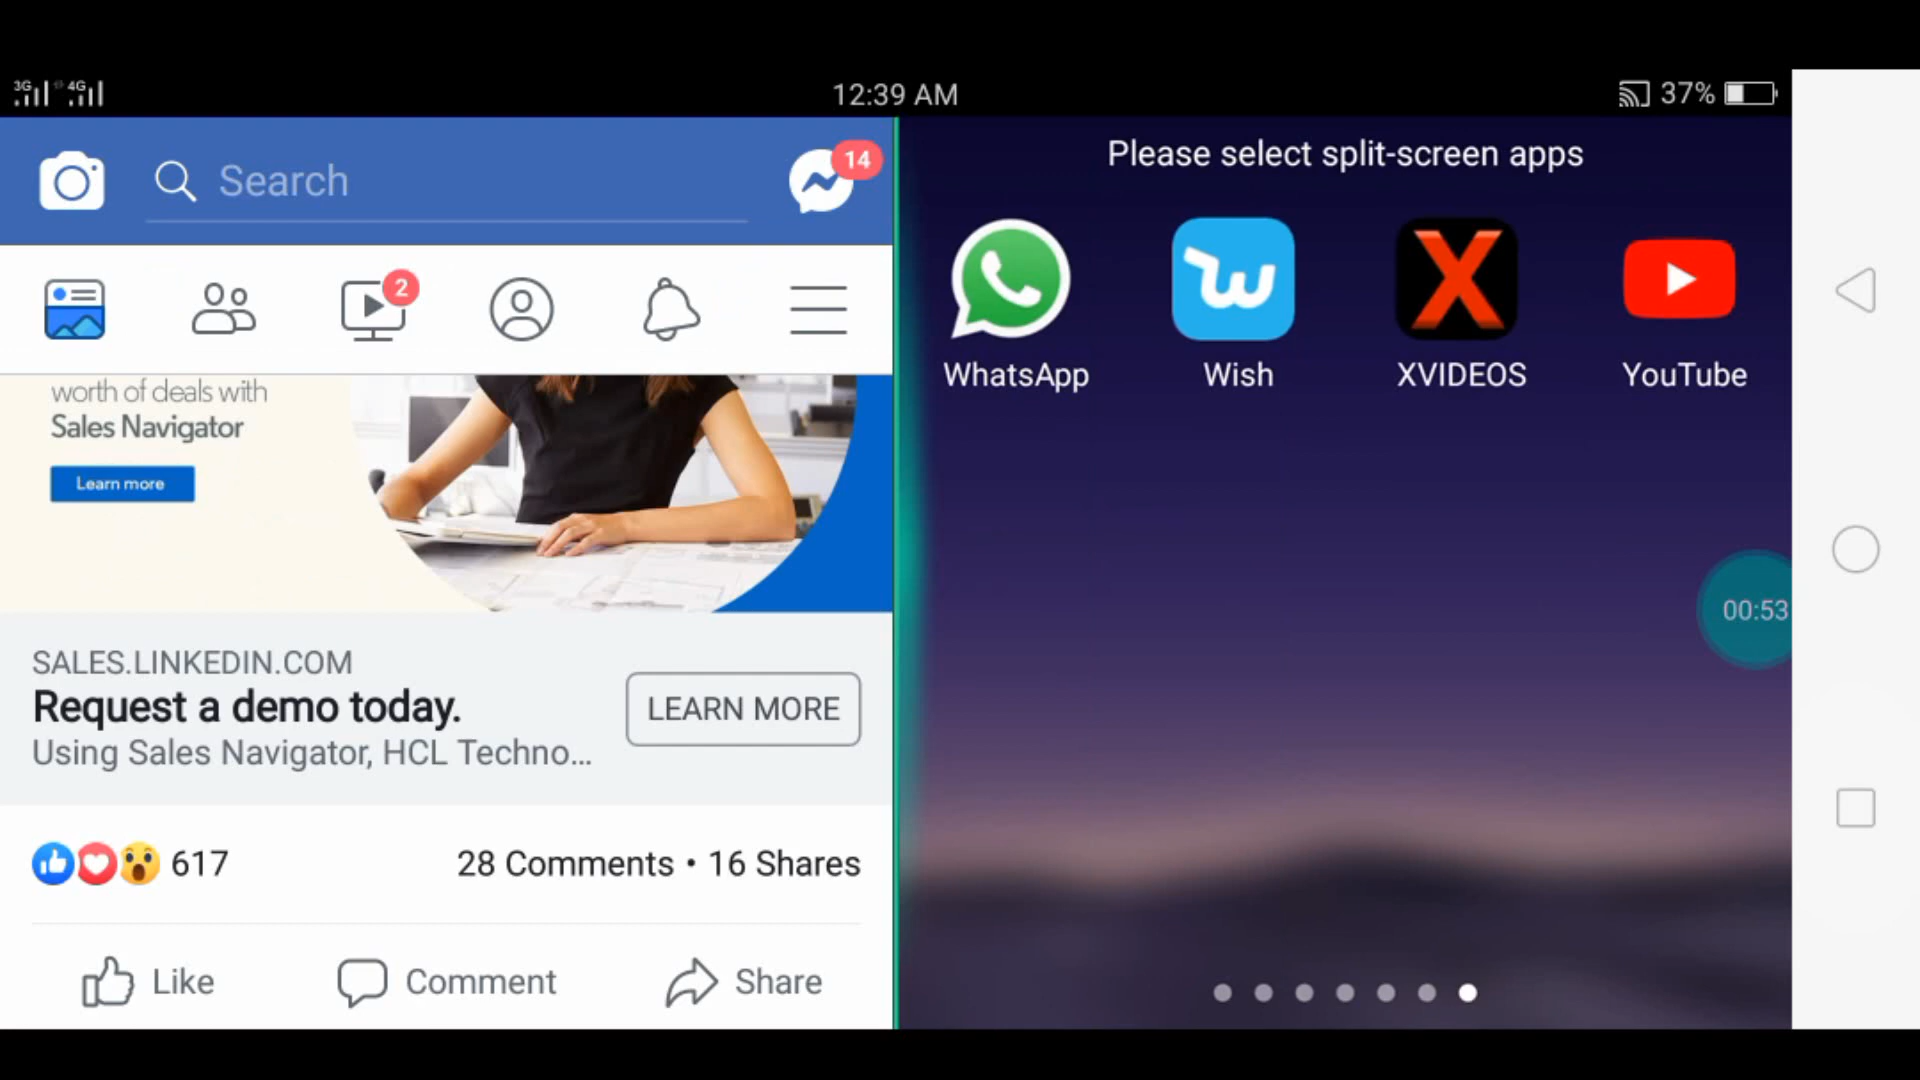 3G 4G
12:39 AM
37%
Search
14
2
worth of deals with
Sales Navigator
Learn more
SALES.LINKEDIN.COM
Request a demo today.
Using Sales Navigator, HCL Techno...
LEARN MORE
617
28 Comments • 16 Shares
Like
Comment
Share
Please select split-screen apps
WhatsApp
Wish
XVIDEOS
YouTube
00:53